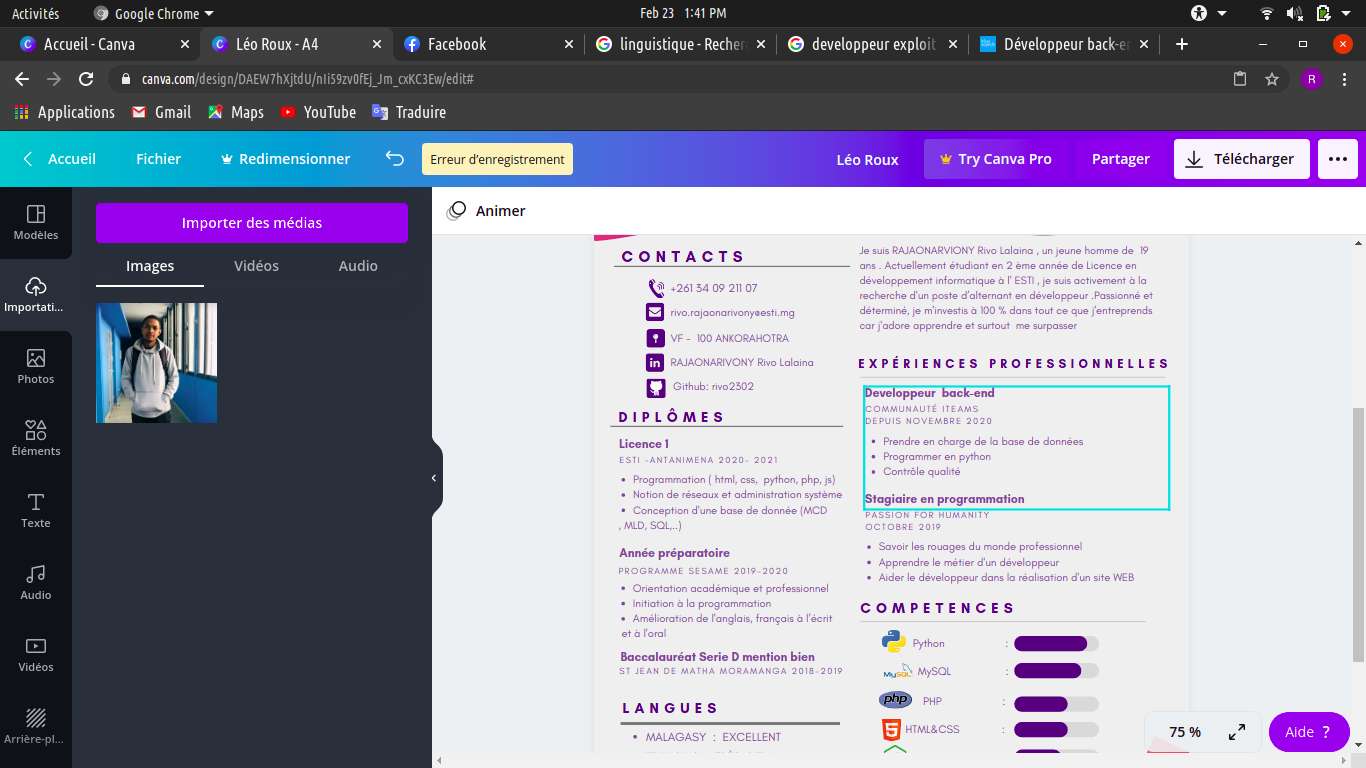 Activités
Google Chrome
Feb 23 1:41 PM
Accueil - Canva
Léo Roux - A4
Facebook
linguistique - Recher
developpeur exploit
Développeur back-e
canva.com/design/DAEW7hXjtdU/nIi59zv0fEj_Jm_cxKC3Ew/edit#
R
Applications
Gmail
Maps
YouTube
Traduire
Accueil
Fichier
Redimensionner
Erreur d'enregistrement
Léo Roux
Try Canva Pro
Partager
Télécharger
Modèles
Importati...
Photos
Éléments
Texte
Audio
Vidéos
Arrière-pl...
Importer des médias
Images
Vidéos
Audio
Animer
CONTACTS
+261 34 09 211 07
rivo.rajaonarivony@esti.mg
VF - 100 ANKORAHOTRA
RAJAONARIVONY Rivo Lalaina
Github: rivo2302
DIPLÔMES
Licence 1
ESTI -ANTANIMENA 2020- 2021
• Programmation ( html, css, python, php, js)
• Notion de réseaux et administration système
• Conception d'une base de donnée (MCD
, MLD, SQL,..)
Année préparatoire
PROGRAMME SESAME 2019-2020
• Orientation académique et professionnel
• Initiation à la programmation
• Amélioration de l'anglais, français à l'écrit
et à l'oral
Baccalauréat Serie D mention bien
ST JEAN DE MATHA MORAMANGA 2018-2019
LANGUES
• MALAGASY : EXCELLENT
Je suis RAJAONARVIONY Rivo Lalaina , un jeune homme de 19
ans . Actuellement étudiant en 2 ème année de Licence en
développement informatique à l' ESTI , je suis activement à la
recherche d'un poste d'alternant en développeur .Passionné et
déterminé, je m'investis à 100 % dans tout ce que j'entreprends
car j'adore apprendre et surtout me surpasser
EXPÉRIENCES PROFESSIONNELLES
Developpeur back-end
COMMUNAUTÉ ITEAMS
DEPUIS NOVEMBRE 2020
• Prendre en charge de la base de données
• Programmer en python
• Contrôle qualité
Stagiaire en programmation
PASSION FOR HUMANITY
OCTOBRE 2019
• Savoir les rouages du monde professionnel
• Apprendre le métier d'un développeur
• Aider le développeur dans la réalisation d'un site WEB
COMPETENCES
Python :
MySQL MySQL :
php PHP :
HTML&CSS :
75 %
Aide ?